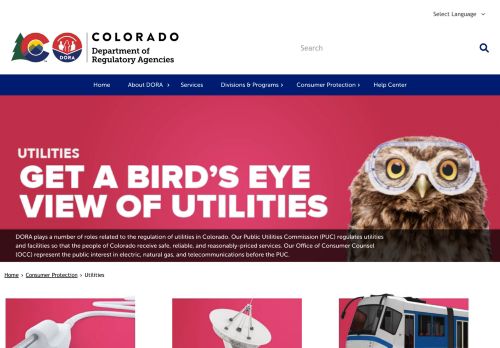 Select Language
COLORADO
Department of
Regulatory Agencies
DORA
Search
Home
About DORA
Services
Divisions & Programs
Consumer Protection
Help Center
UTILITIES
GET A BIRD'S EYE
VIEW OF UTILITIES
DORA plays a number of roles related to the regulation of utilities in Colorado. Our Public Utilities Commission (PUC) regulates utilities
and facilities so that the people of Colorado receive safe, reliable, and reasonably-priced services. Our Office of Consumer Counsel
(OCC) represent the public interest in electric, natural gas, and telecommunications before the PUC.
Home > Consumer Protection > Utilities